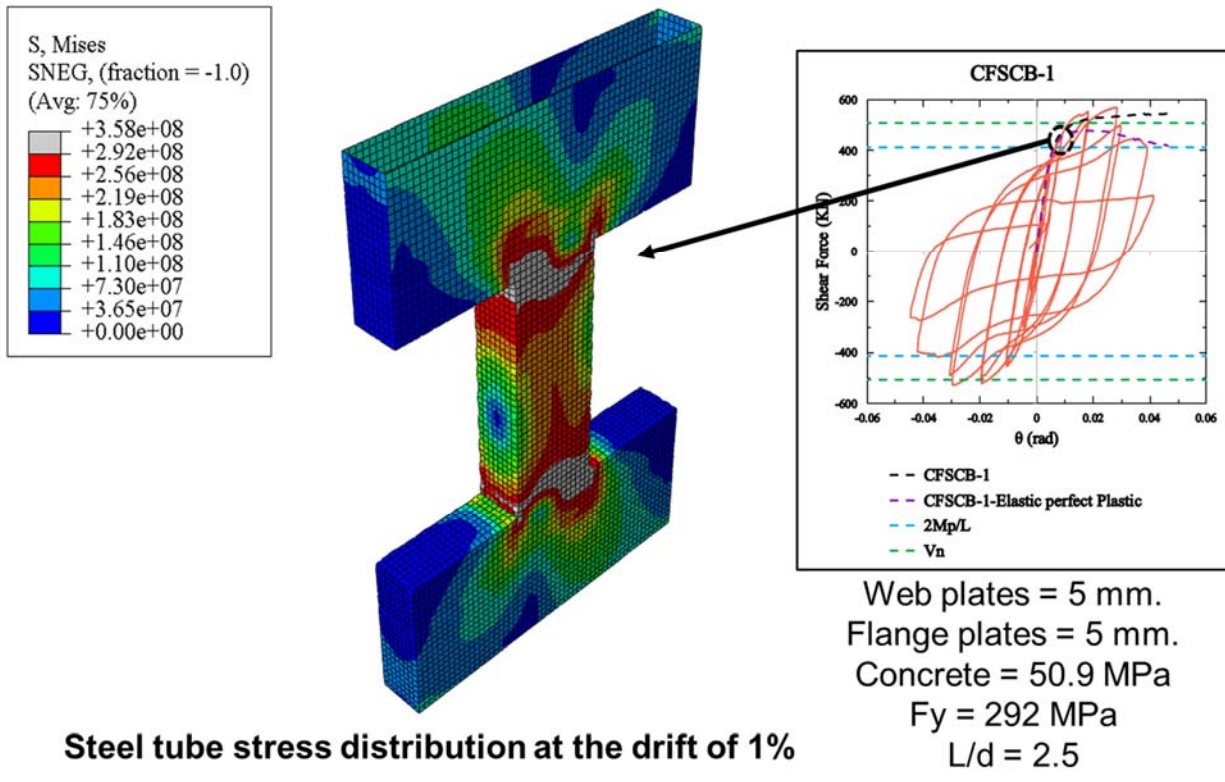 S, Mises
SNEG, (fraction = -1.0)
(Avg: 75%)
+3.58e+08
+2.92e+08
+2.56e+08
+2.19e+08
+1.83e+08
+1.46e+08
+1.10e+08
+7.30e+07
+3.65e+07
+0.00e+00
CFSCB-1
600
400
200
0
-200
-400
-600
Shear Force (KN)
-0.06
-0.04
-0.02
0
0.02
0.04
0.06
θ (rad)
CFSCB-1
CFSCB-1-Elastic perfect Plastic
2Mp/L
Vn
Web plates = 5 mm.
Flange plates = 5 mm.
Concrete = 50.9 MPa
Fy = 292 MPa
L/d = 2.5
Steel tube stress distribution at the drift of 1%